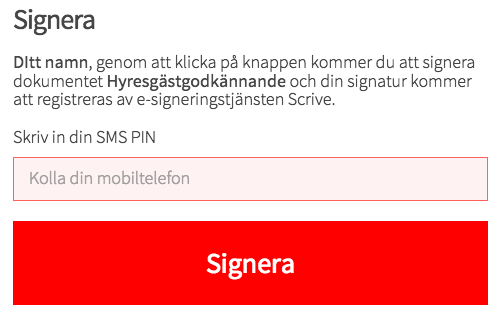 Signera
DItt namn, genom att klicka på knappen kommer du att signera
dokumentet Hyresgästgodkännande och din signatur kommer
att registreras av e-signeringstjänsten Scrive.
Skriv in din SMS PIN
Kolla din mobiltelefon
Signera